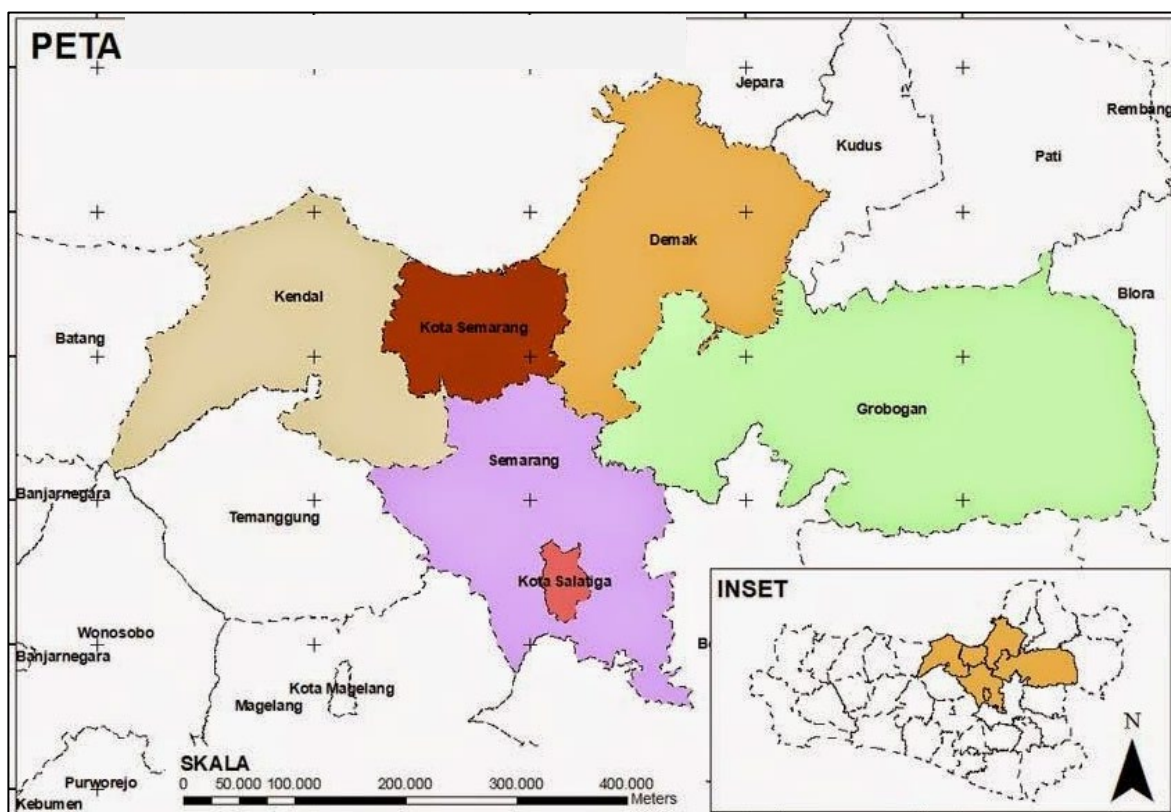 PETA
Jepara
Rembang
Kudus
Pati
Demak
Kendal
Blora
Kota Semarang
Batang
Grobogan
Semarang
Banjarnegara
Temanggung
Kota Salatiga
INSET
Wonosobo
Banjarnegara
Kota Magelang
Magelang
N
SKALA
Purworejo
0 50.000 100.000 200.000 300.000 400.000
Meters
Kebumen